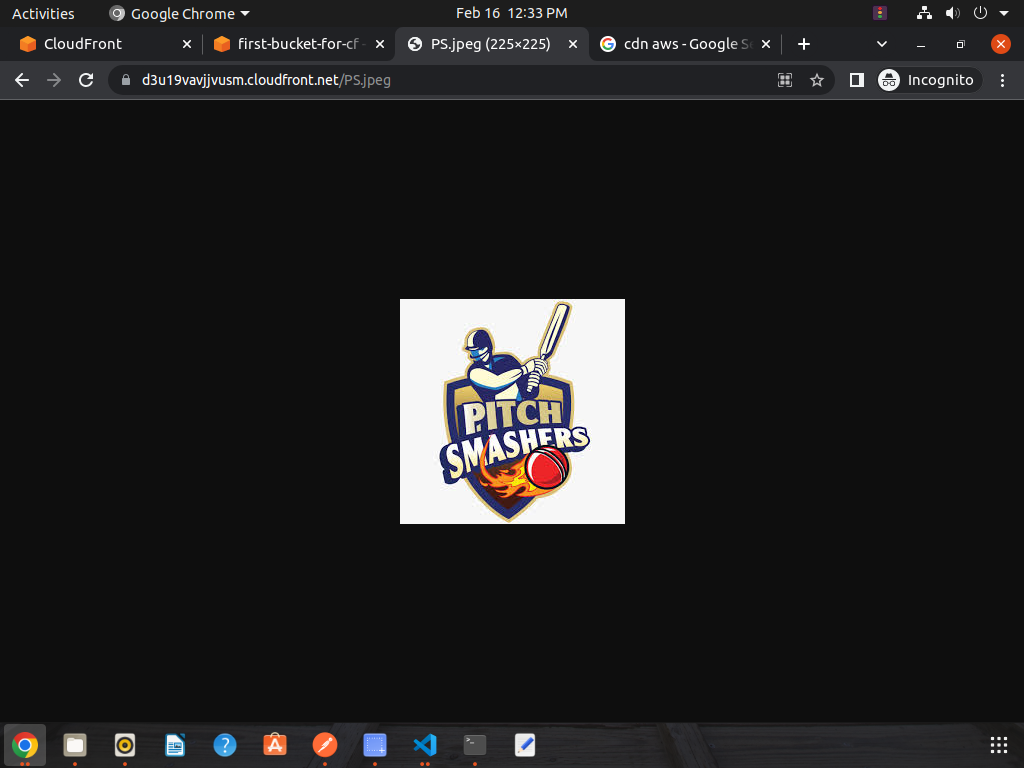 Activities
Google Chrome
Feb 16 12:33 PM
CloudFront
first-bucket-for-cf -
PS.jpeg (225×225)
cdn aws - Google Se
d3u19vavjjvusm.cloudfront.net/PS.jpeg
Incognito
PITCH
SMASHERS